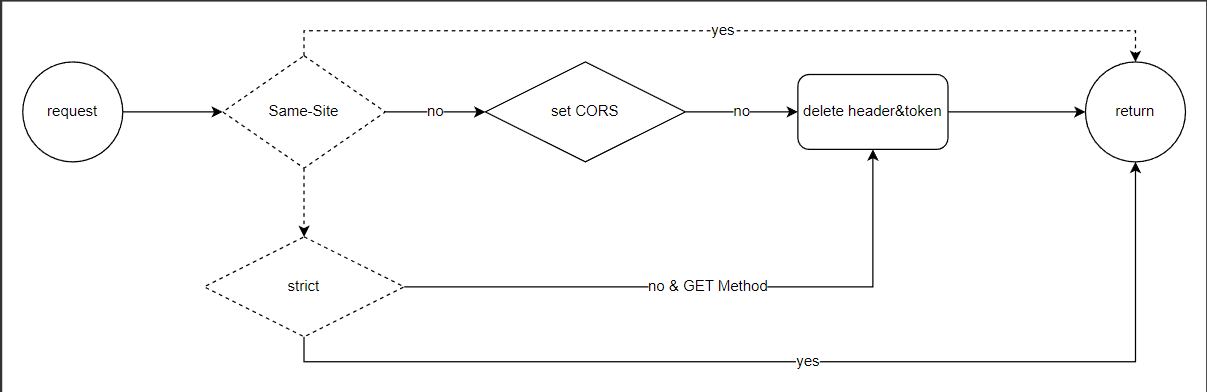 yes
request
Same-Site
no
set CORS
no
delete header&token
return
strict
no & GET Method
yes